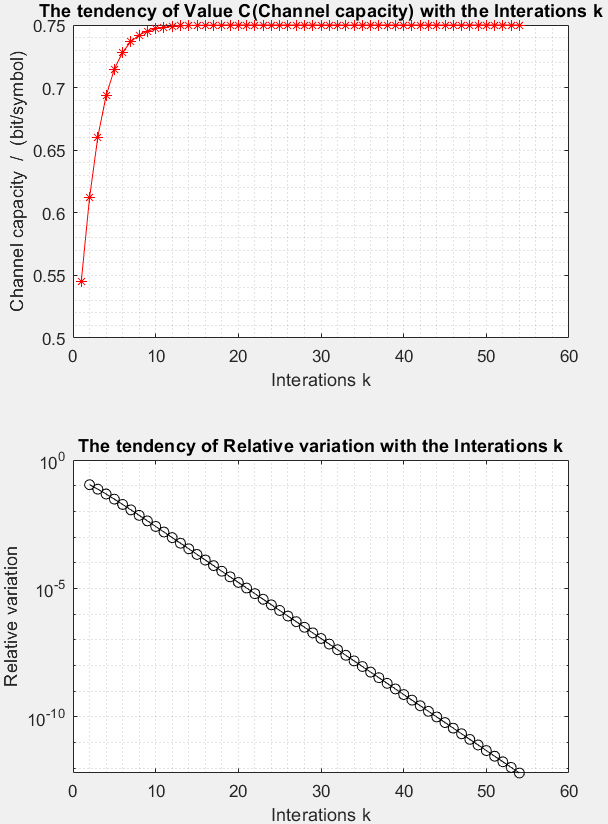 The tendency of Value C(Channel capacity) with the Interations k
0.75
0.7
0.65
0.6
0.55
0.5
Channel capacity / (bit/symbol)
0 10 20 30 40 50 60
Interations k
The tendency of Relative variation with the Interations k
10^0
10^-5
10^-10
Relative variation
0 10 20 30 40 50 60
Interations k